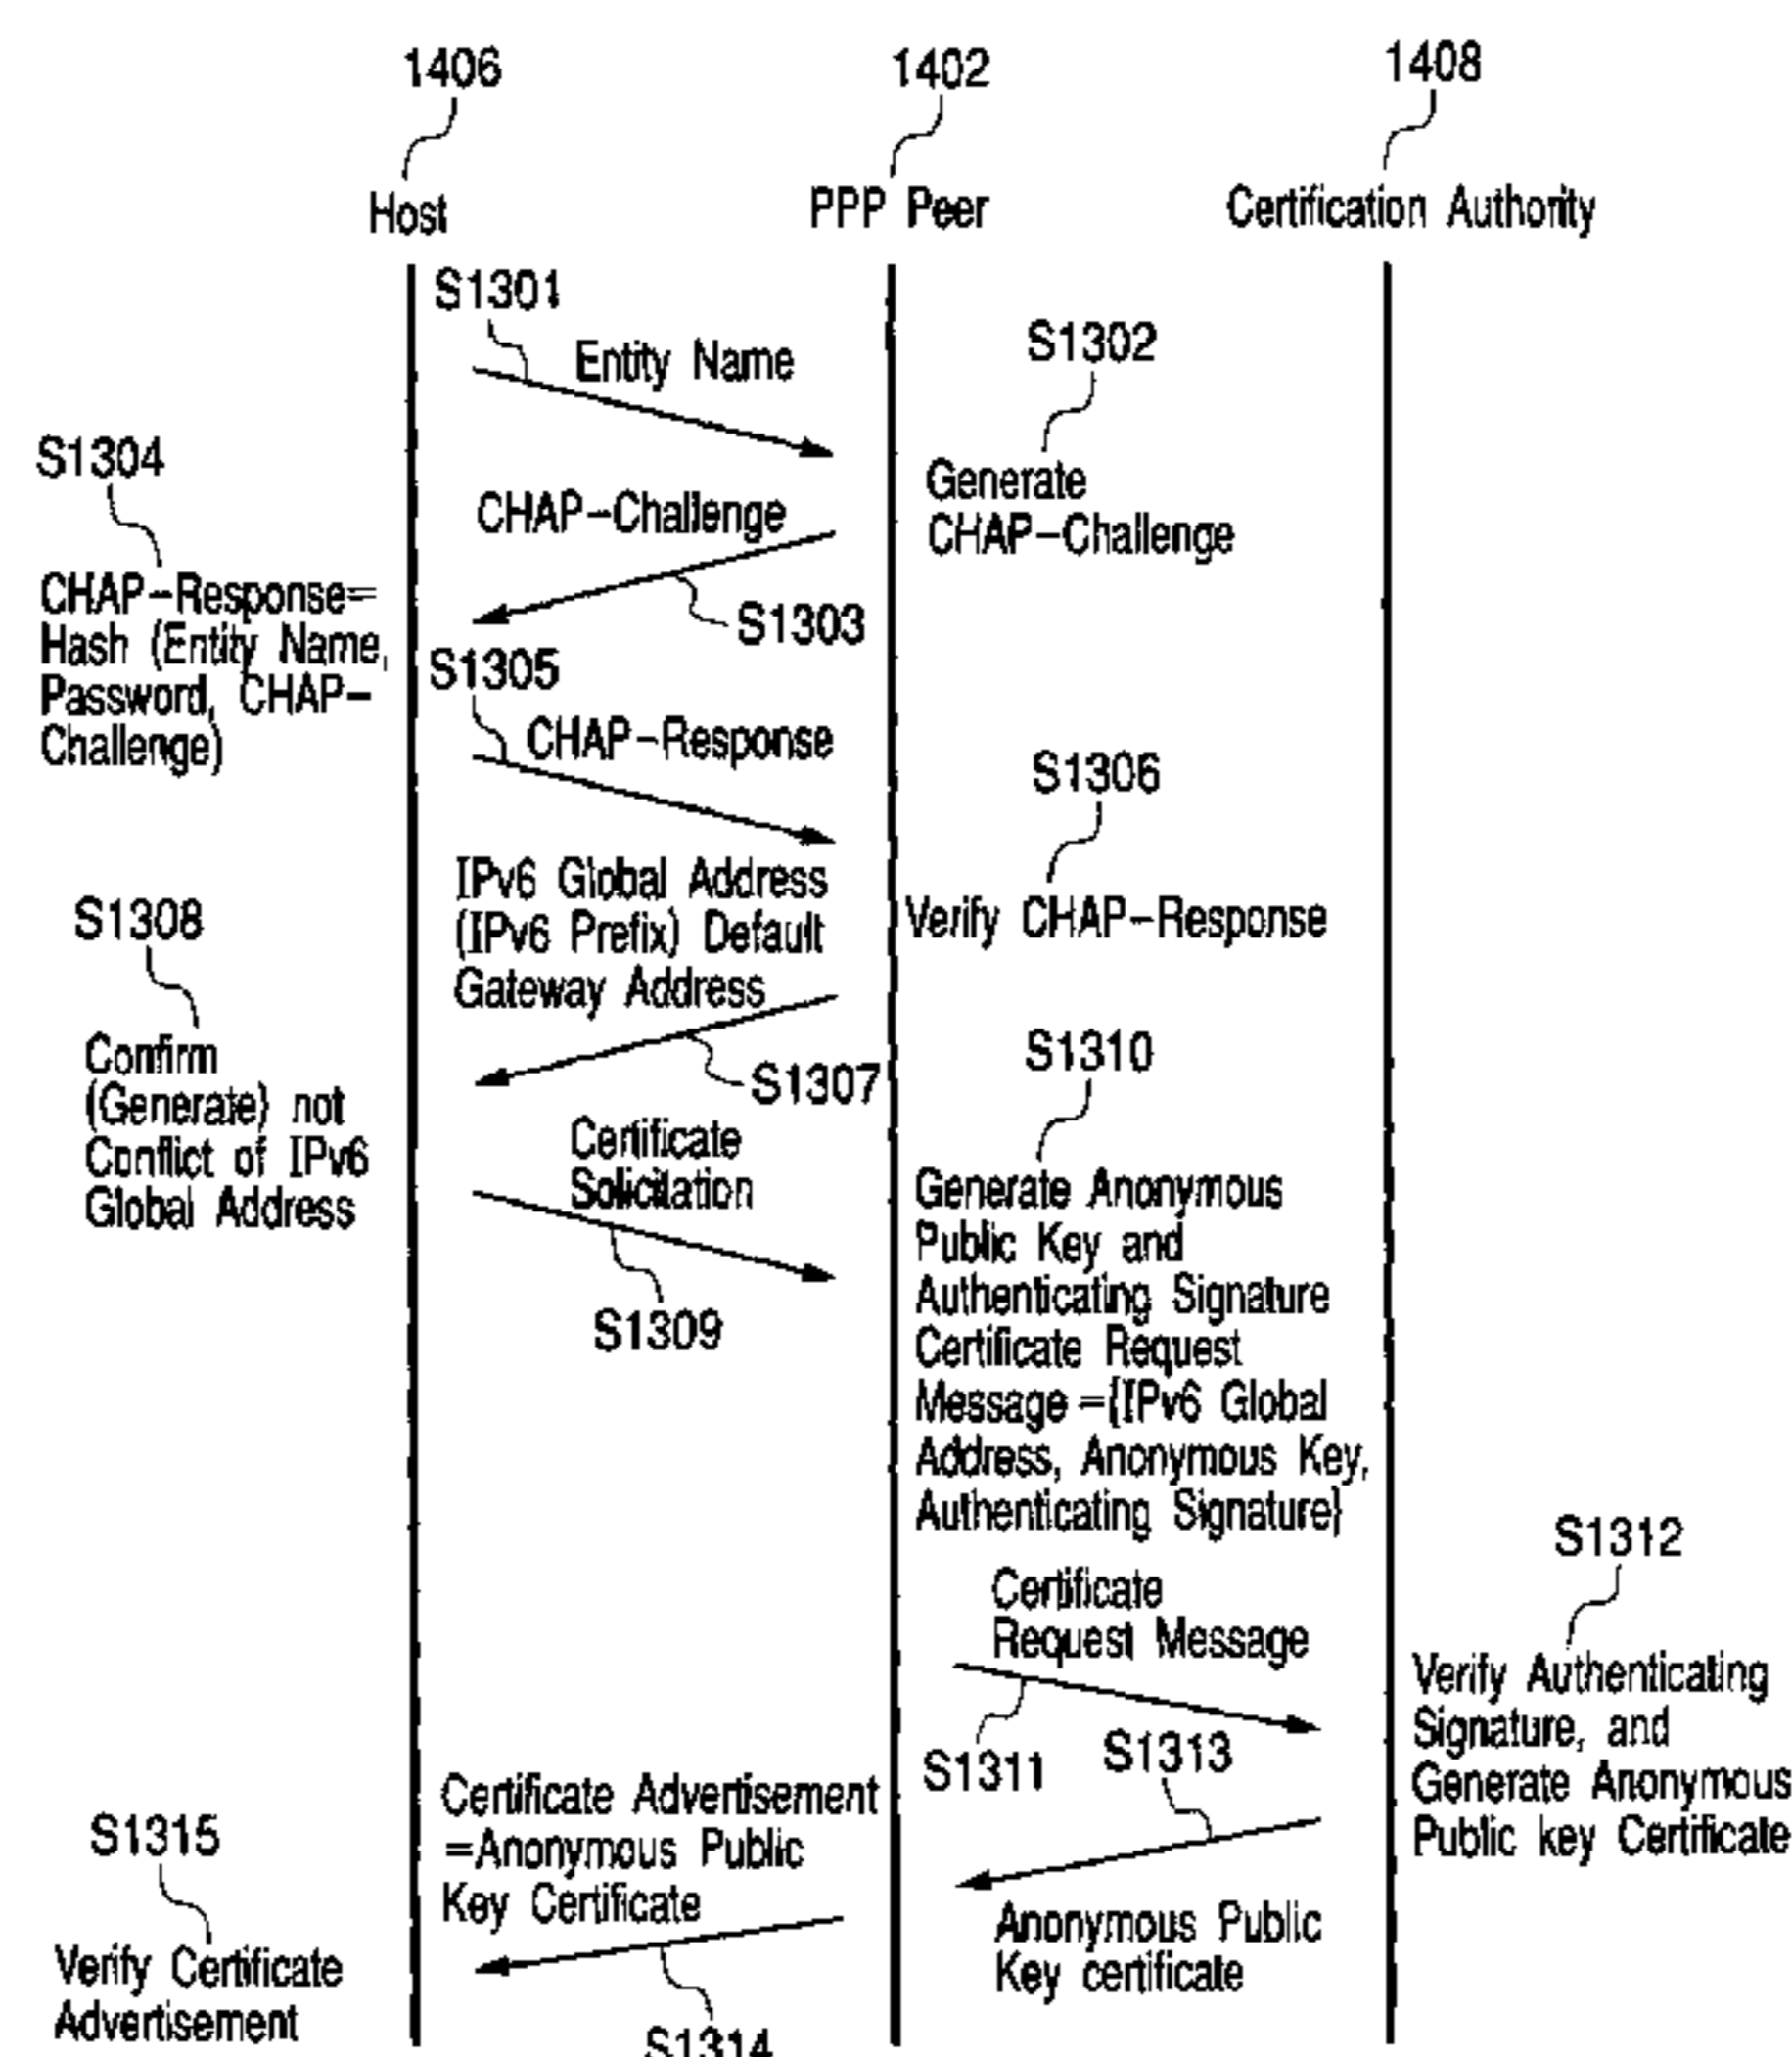 1406
1402
1408
Host
PPP Peer
Certification Authority
S1301
Entity Name
S1302
Generate
CHAP-Challenge
CHAP-Challenge
S1303
S1304
CHAP-Response=
Hash (Entity Name,
Password, CHAP-
Challenge)
S1305
CHAP-Response
S1306
Verify CHAP-Response
IPv6 Global Address
(IPv6 Prefix) Default
Gateway Address
S1307
S1308
Confirm
(Generate) not
Conflict of IPv6
Global Address
Certificate
Solicitation
S1309
S1310
Generate Anonymous
Public Key and
Authenticating Signature
Certificate Request
Message={IPv6 Global
Address, Anonymous Key,
Authenticating Signature}
Certificate
Request Message
S1311
S1312
Verify Authenticating
Signature, and
Generate Anonymous
Public key Certificate
S1313
Anonymous Public
Key certificate
Certificate Advertisement
=Anonymous Public
Key Certificate
S1314
S1315
Verify Certificate
Advertisement